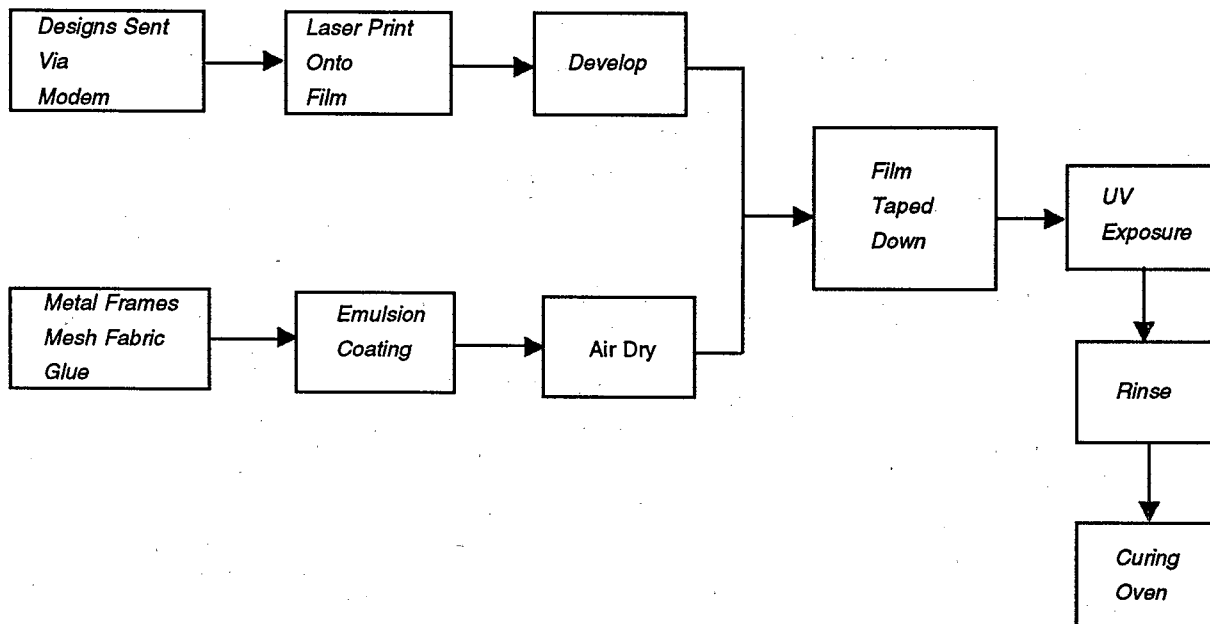 Designs Sent
Via
Modem
Laser Print
Onto
Film
Develop
Film
Taped
Down
UV
Exposure
Metal Frames
Mesh Fabric
Glue
Emulsion
Coating
Air Dry
Rinse
Curing
Oven